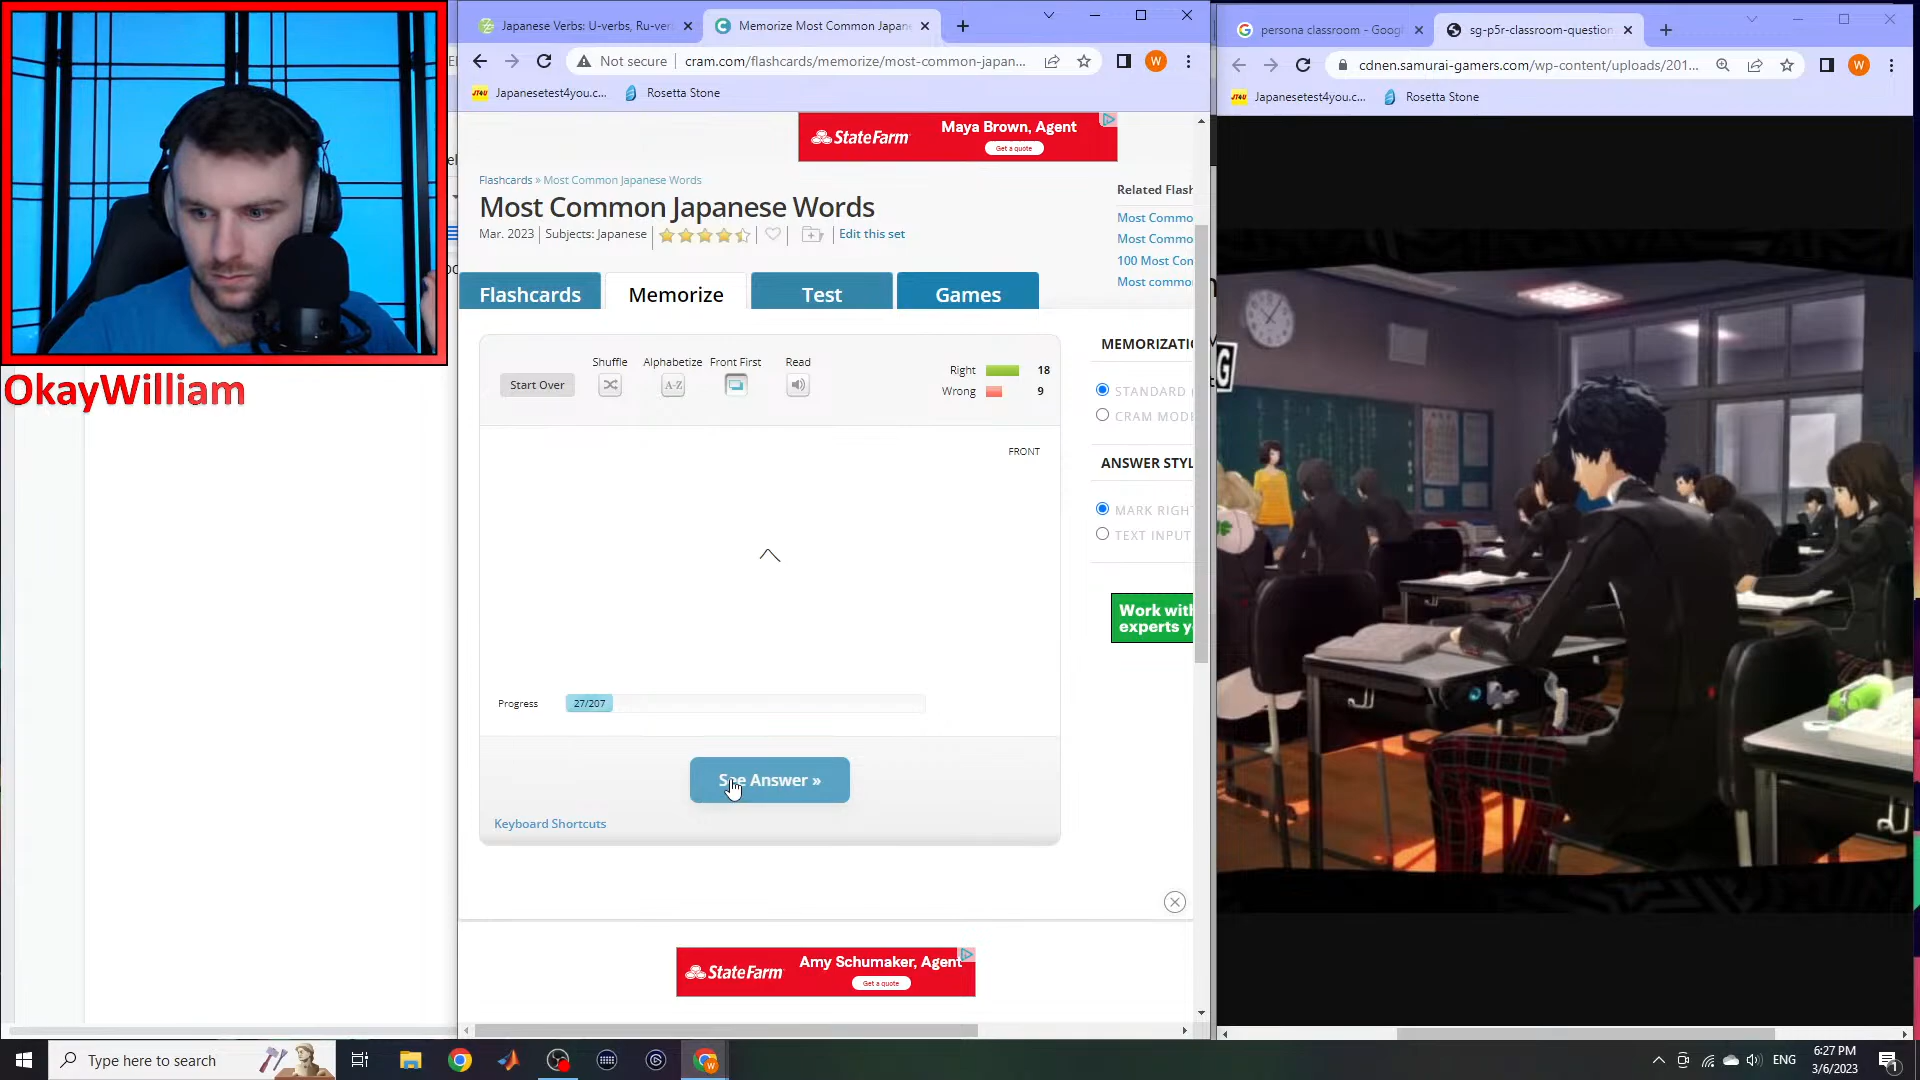 OkayWilliam
Japanese Verbs: U-verbs, Ru-ver
Memorize Most Common Japan
Not secure
cram.com/flashcards/memorize/most-common-japan...
Japanesetest4you.c...
Rosetta Stone
StateFarm
Maya Brown, Agent
Get a quote
Flashcards » Most Common Japanese Words
Most Common Japanese Words
Mar. 2023
Subjects: Japanese
Edit this set
Related Flash
Most Commo
Most Commo
100 Most Con
Most commo
Flashcards
Memorize
Test
Games
Start Over
Shuffle
Alphabetize
Front First
Read
A-Z
Right 18
Wrong 9
FRONT
へ
Progress
27/207
See Answer »
Keyboard Shortcuts
MEMORIZATI
STANDARD (
CRAM MODE
ANSWER STYL
MARK RIGHT
TEXT INPUT
Work with
experts y
StateFarm
Amy Schumaker, Agent
Get a quote
persona classroom - Googl
sg-p5r-classroom-question
cdnen.samurai-gamers.com/wp-content/uploads/201...
Japanesetest4you.c...
Rosetta Stone
Type here to search
ENG
6:27 PM
3/6/2023